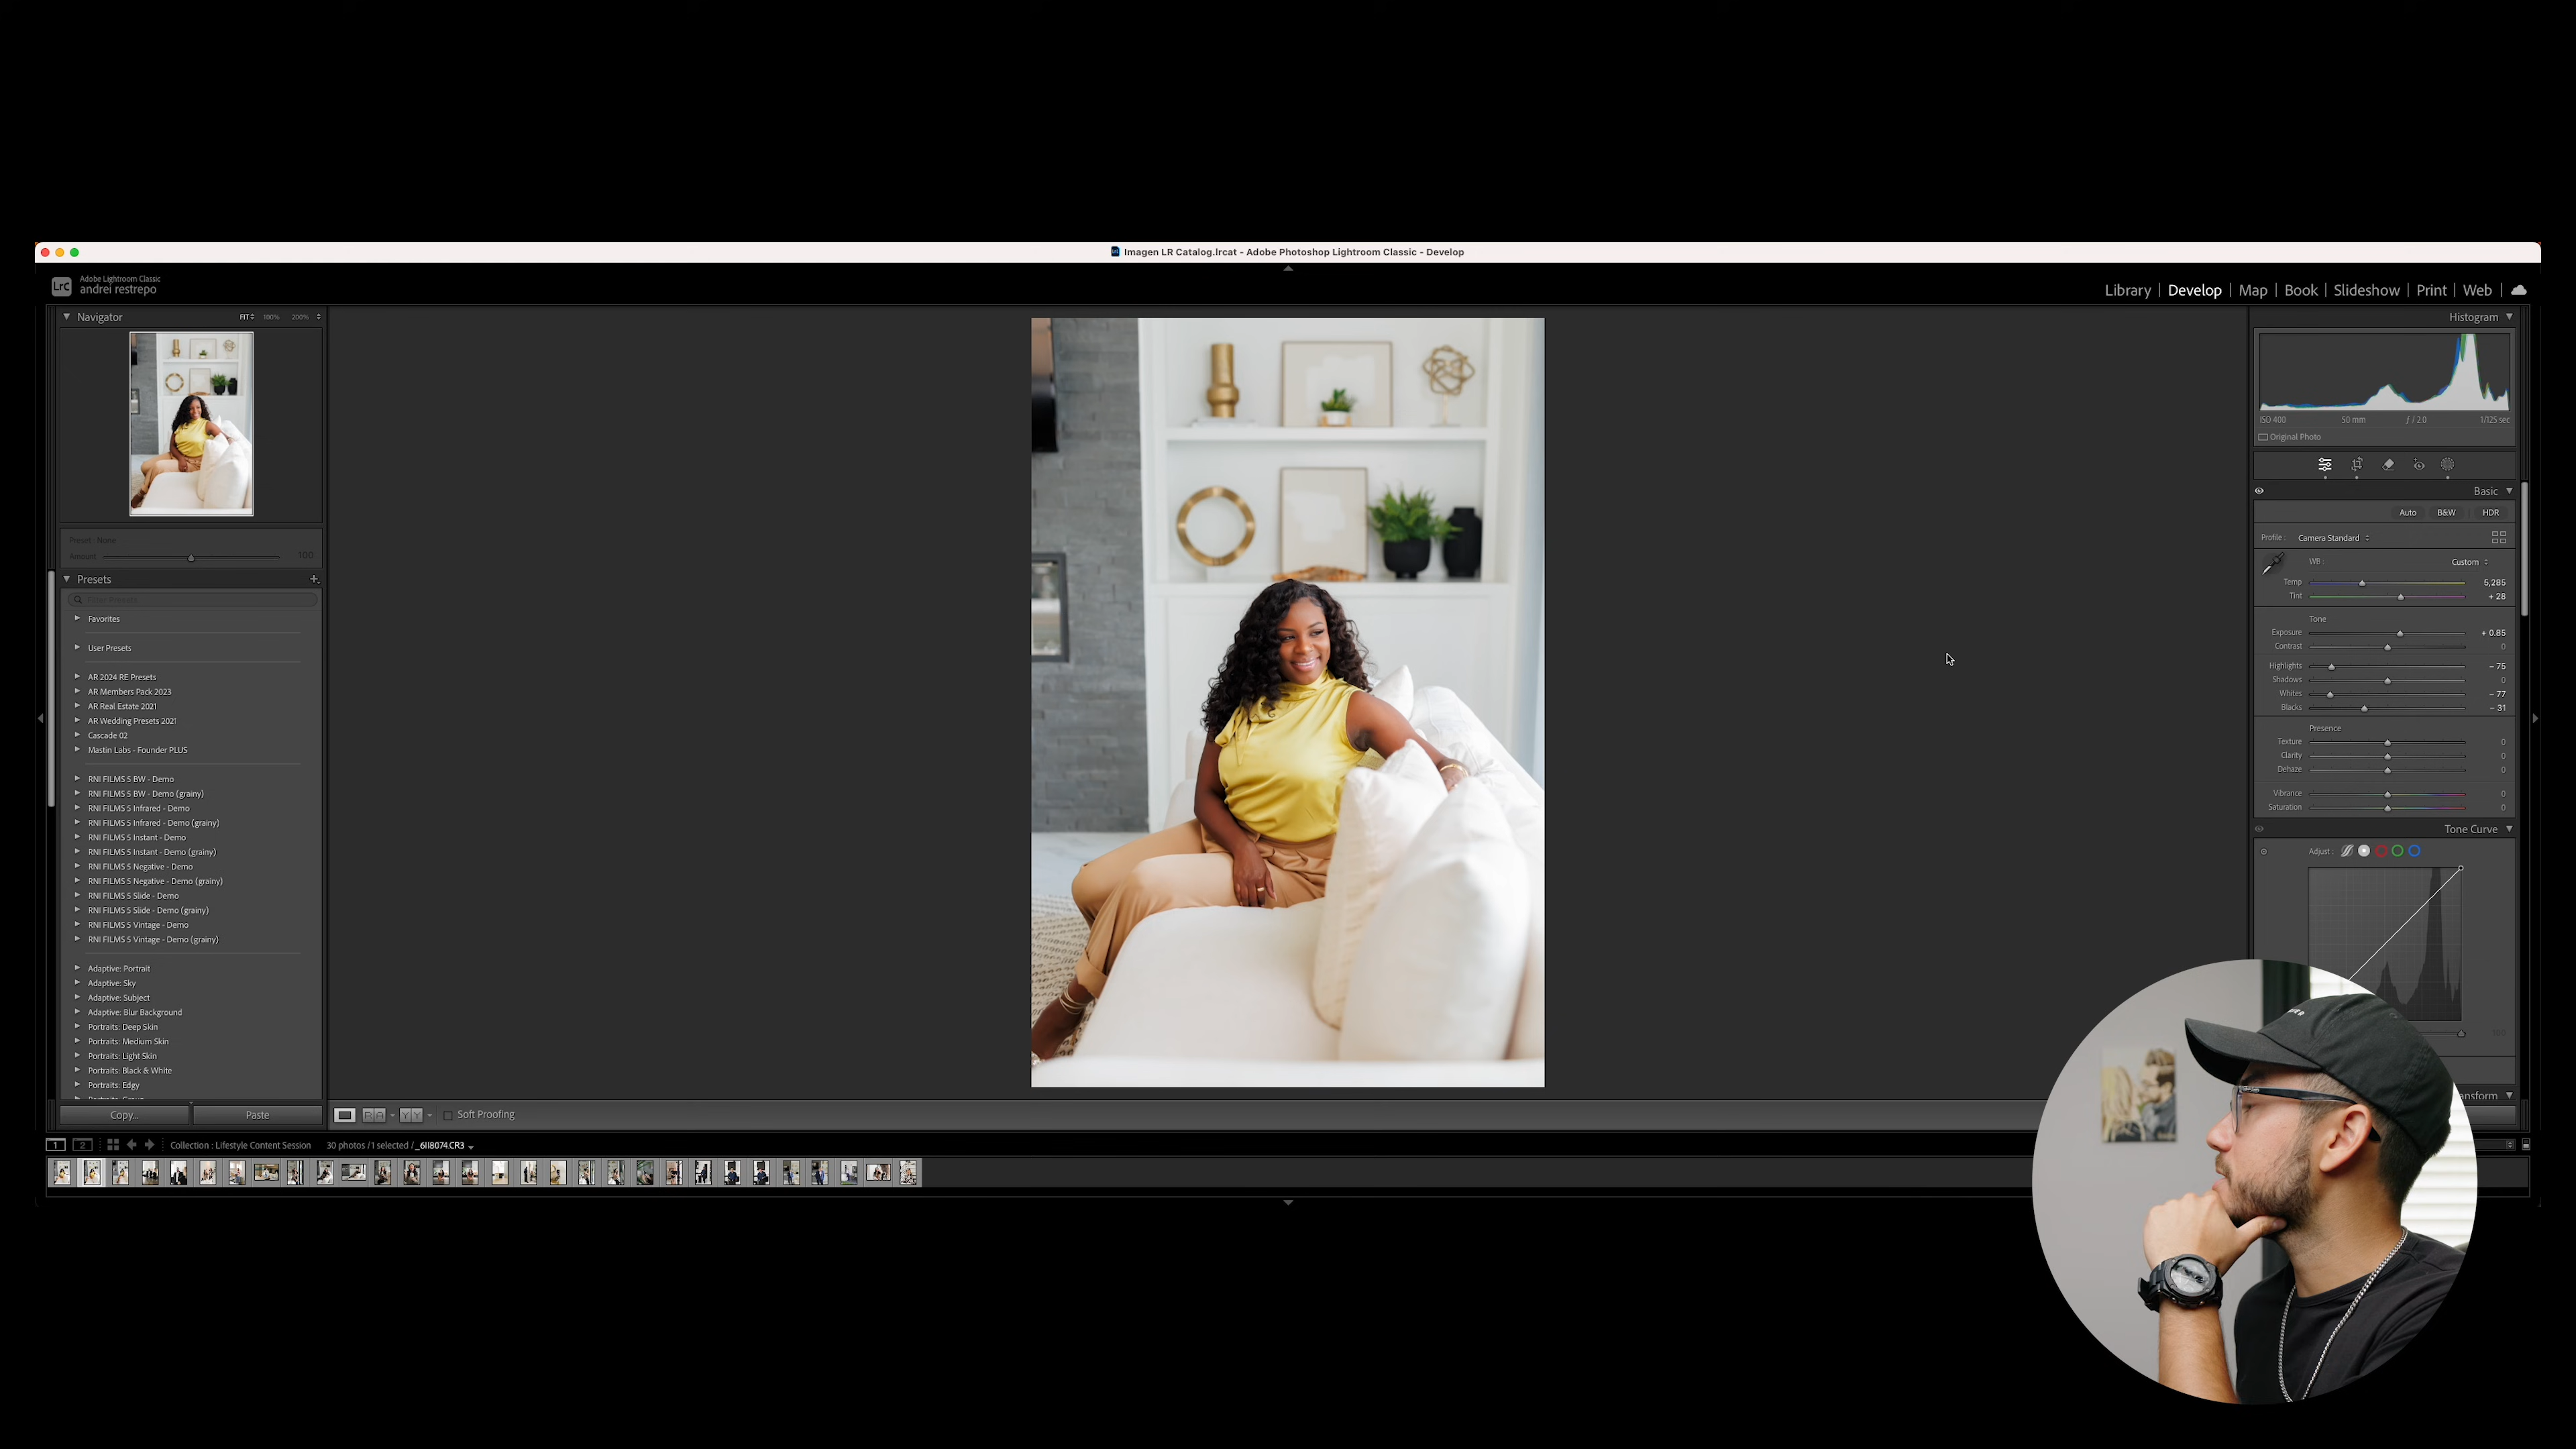 Imagen LR Catalog.lrcat - Adobe Photoshop Lightroom Classic - Develop
LrC
Adobe Lightroom Classic
andrei restrepo
Library | Develop | Map | Book | Slideshow | Print | Web
Navigator
FIT 100% 200%
Preset : None
Amount 100
Presets
Filter Presets
Favorites
User Presets
AR 2024 RE Presets
AR Members Pack 2023
AR Real Estate 2021
AR Wedding Presets 2021
Cascade 02
Mastin Labs - Founder PLUS
RNI FILMS 5 BW - Demo
RNI FILMS 5 BW - Demo (grainy)
RNI FILMS 5 Infrared - Demo
RNI FILMS 5 Infrared - Demo (grainy)
RNI FILMS 5 Instant - Demo
RNI FILMS 5 Instant - Demo (grainy)
RNI FILMS 5 Negative - Demo
RNI FILMS 5 Negative - Demo (grainy)
RNI FILMS 5 Slide - Demo
RNI FILMS 5 Slide - Demo (grainy)
RNI FILMS 5 Vintage - Demo
RNI FILMS 5 Vintage - Demo (grainy)
Adaptive: Portrait
Adaptive: Sky
Adaptive: Subject
Adaptive: Blur Background
Portraits: Deep Skin
Portraits: Medium Skin
Portraits: Light Skin
Portraits: Black & White
Portraits: Edgy
Copy... Paste
Soft Proofing
Histogram
ISO 400 50 mm ƒ / 2.0 1/125 sec
Original Photo
Basic
Auto B&W HDR
Profile : Camera Standard
WB : Custom
Temp 5,285
Tint + 28
Tone
Exposure + 0.85
Contrast 0
Highlights - 75
Shadows 0
Whites - 77
Blacks - 31
Presence
Texture 0
Clarity 0
Dehaze 0
Vibrance 0
Saturation 0
Tone Curve
Adjust :
1 2 Collection : Lifestyle Content Session 30 photos / 1 selected / _6II8074.CR3